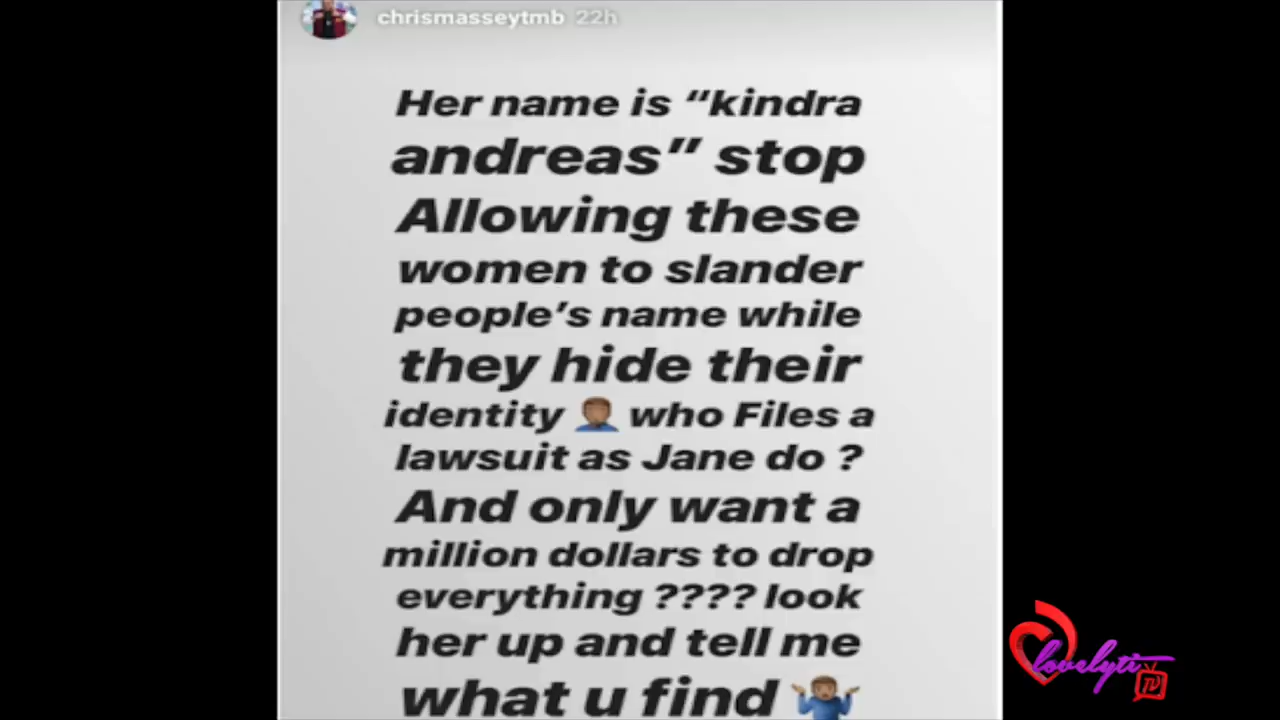 chrismasseytmb 22h
Her name is “kindra
andreas” stop
Allowing these
women to slander
people’s name while
they hide their
identity 🤦🏽‍♂️ who Files a
lawsuit as Jane do ?
And only want a
million dollars to drop
everything ???? look
her up and tell me
what u find 🤷🏽‍♂️
lovelyti
TV